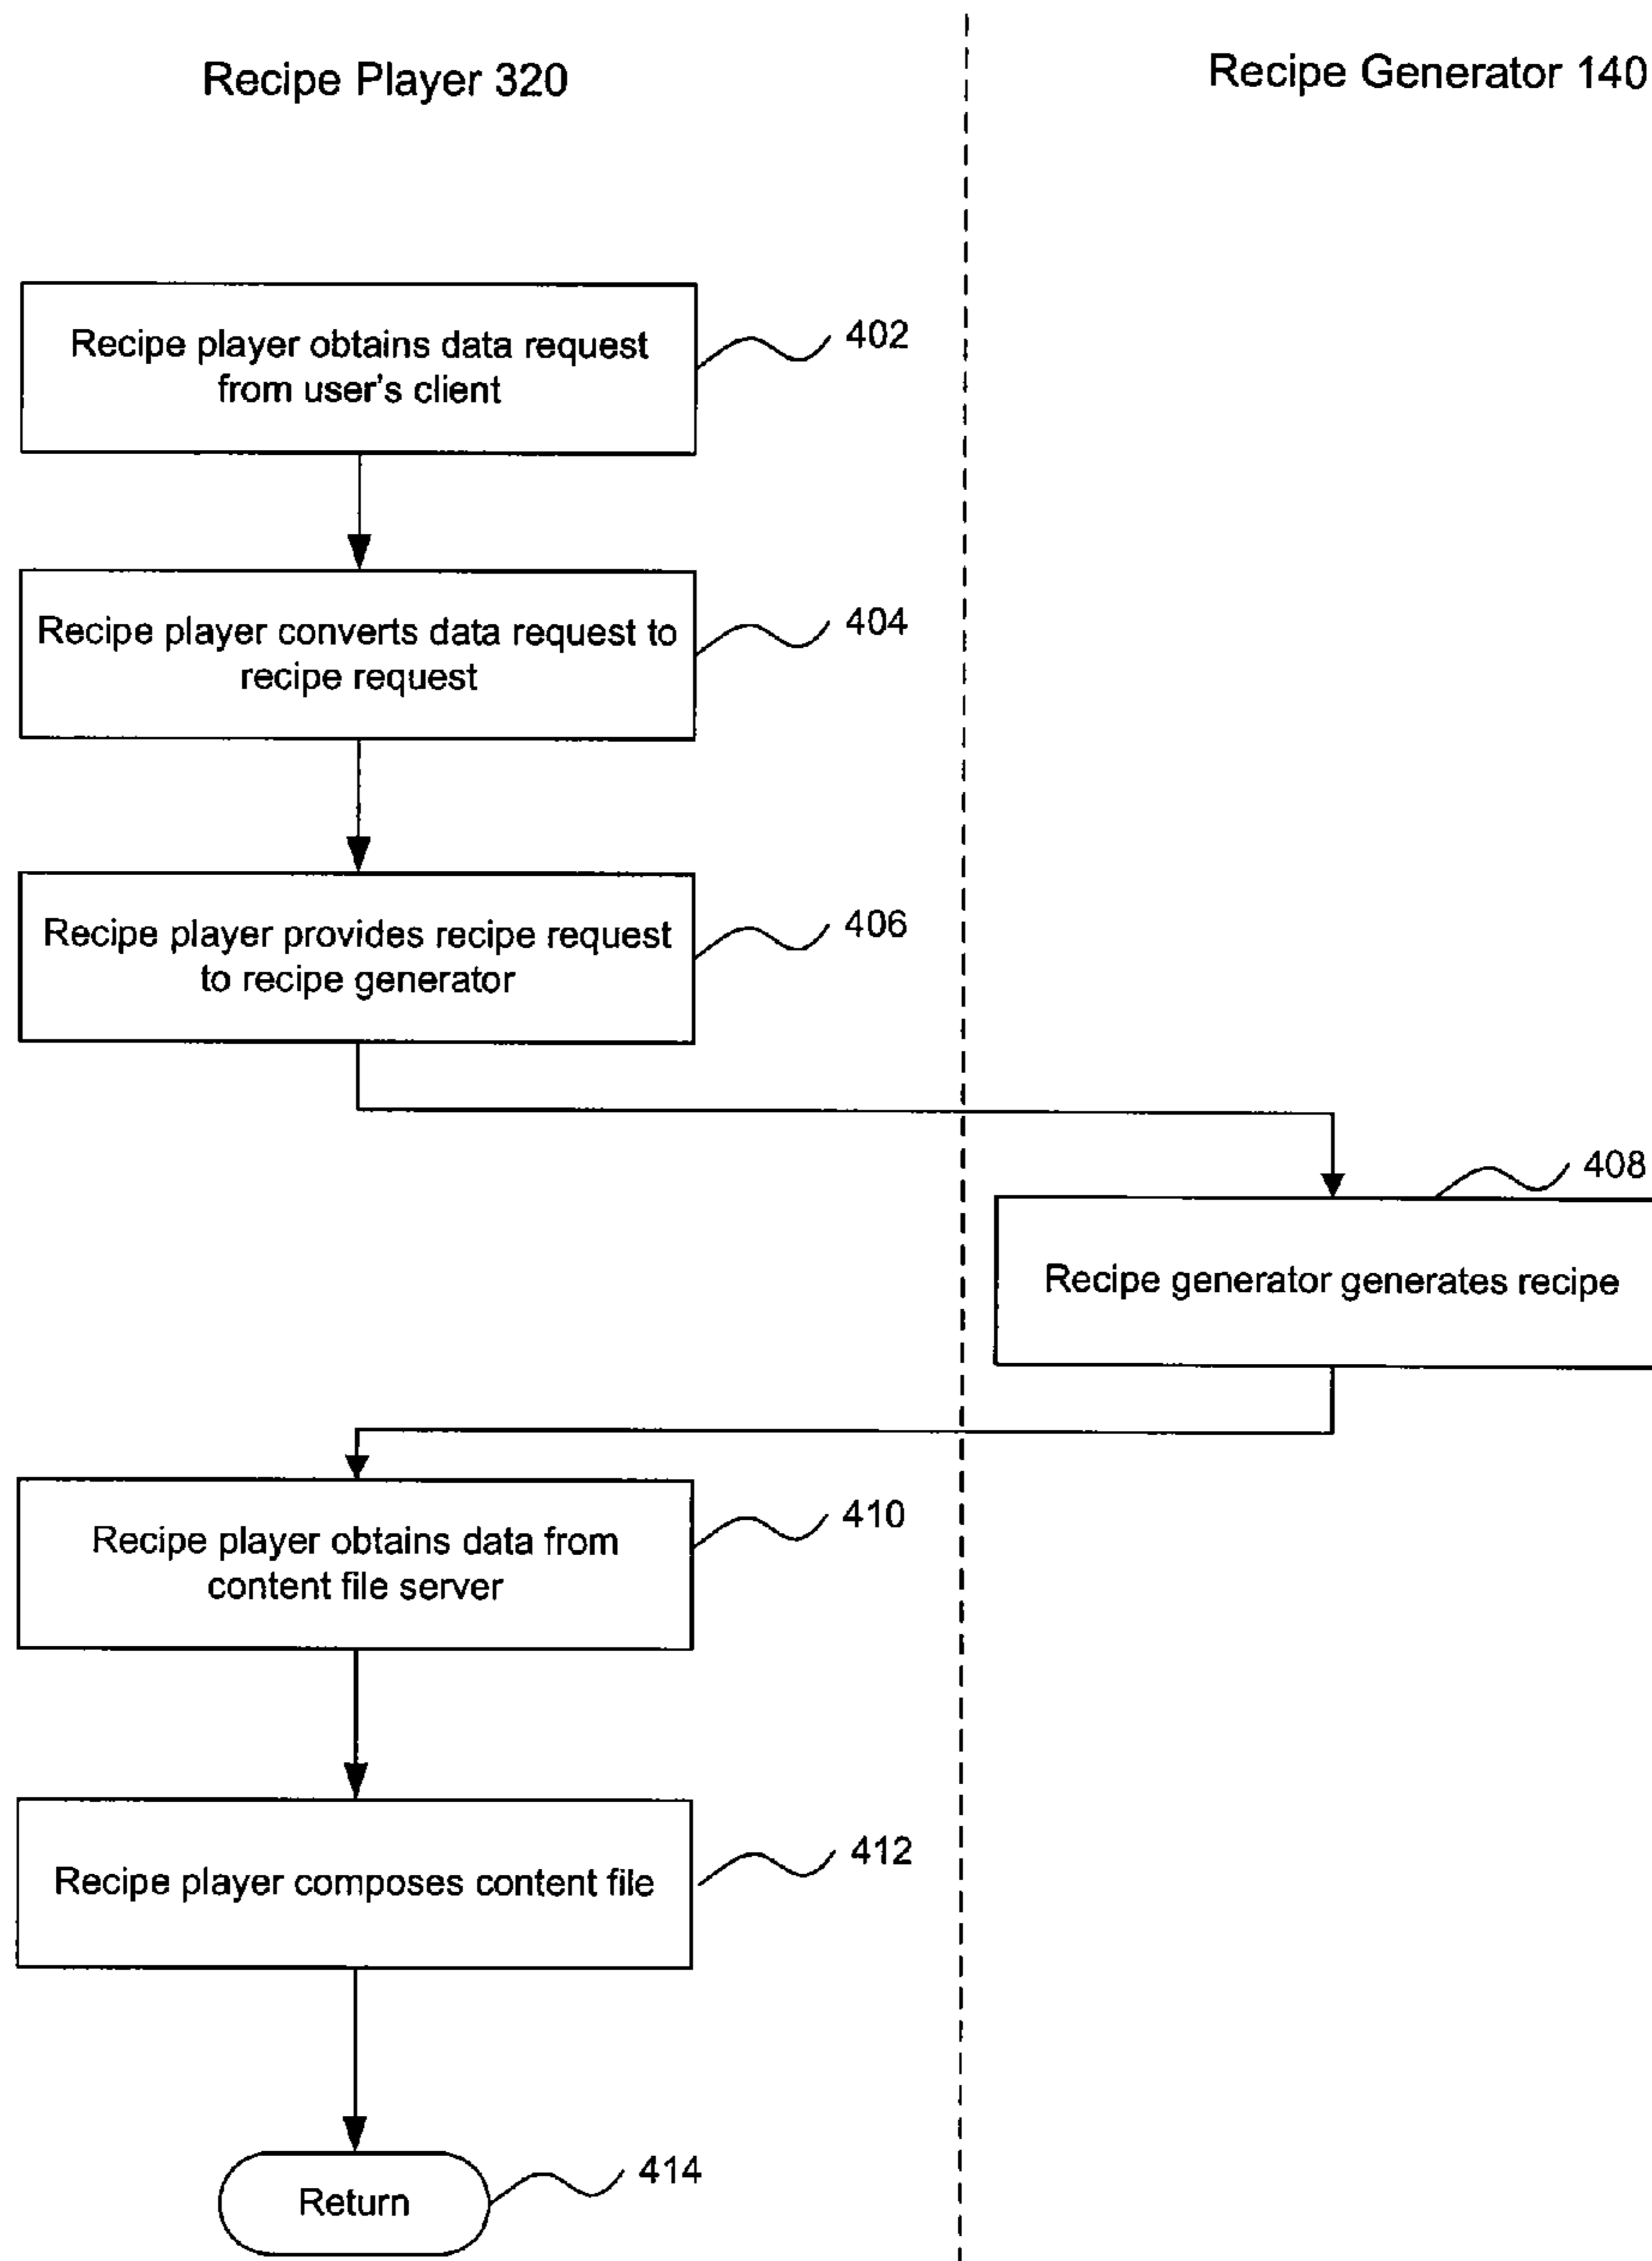 Recipe Player 320
Recipe Generator 140
Recipe player obtains data request
from user's client
402
Recipe player converts data request to
recipe request
404
Recipe player provides recipe request
to recipe generator
406
408
Recipe generator generates recipe
Recipe player obtains data from
content file server
410
Recipe player composes content file
412
Return
414